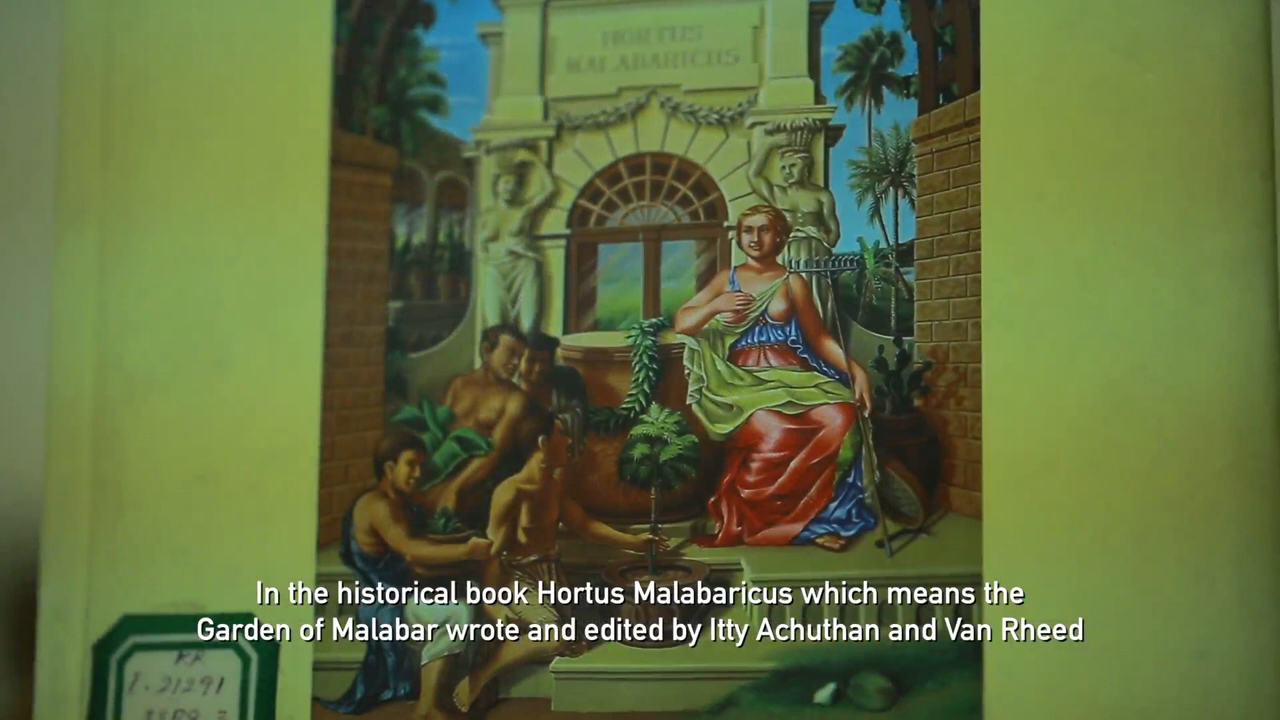 HORTUS
MALABARICUS
In the historical book Hortus Malabaricus which means the
Garden of Malabar wrote and edited by Itty Achuthan and Van Rheed
KR